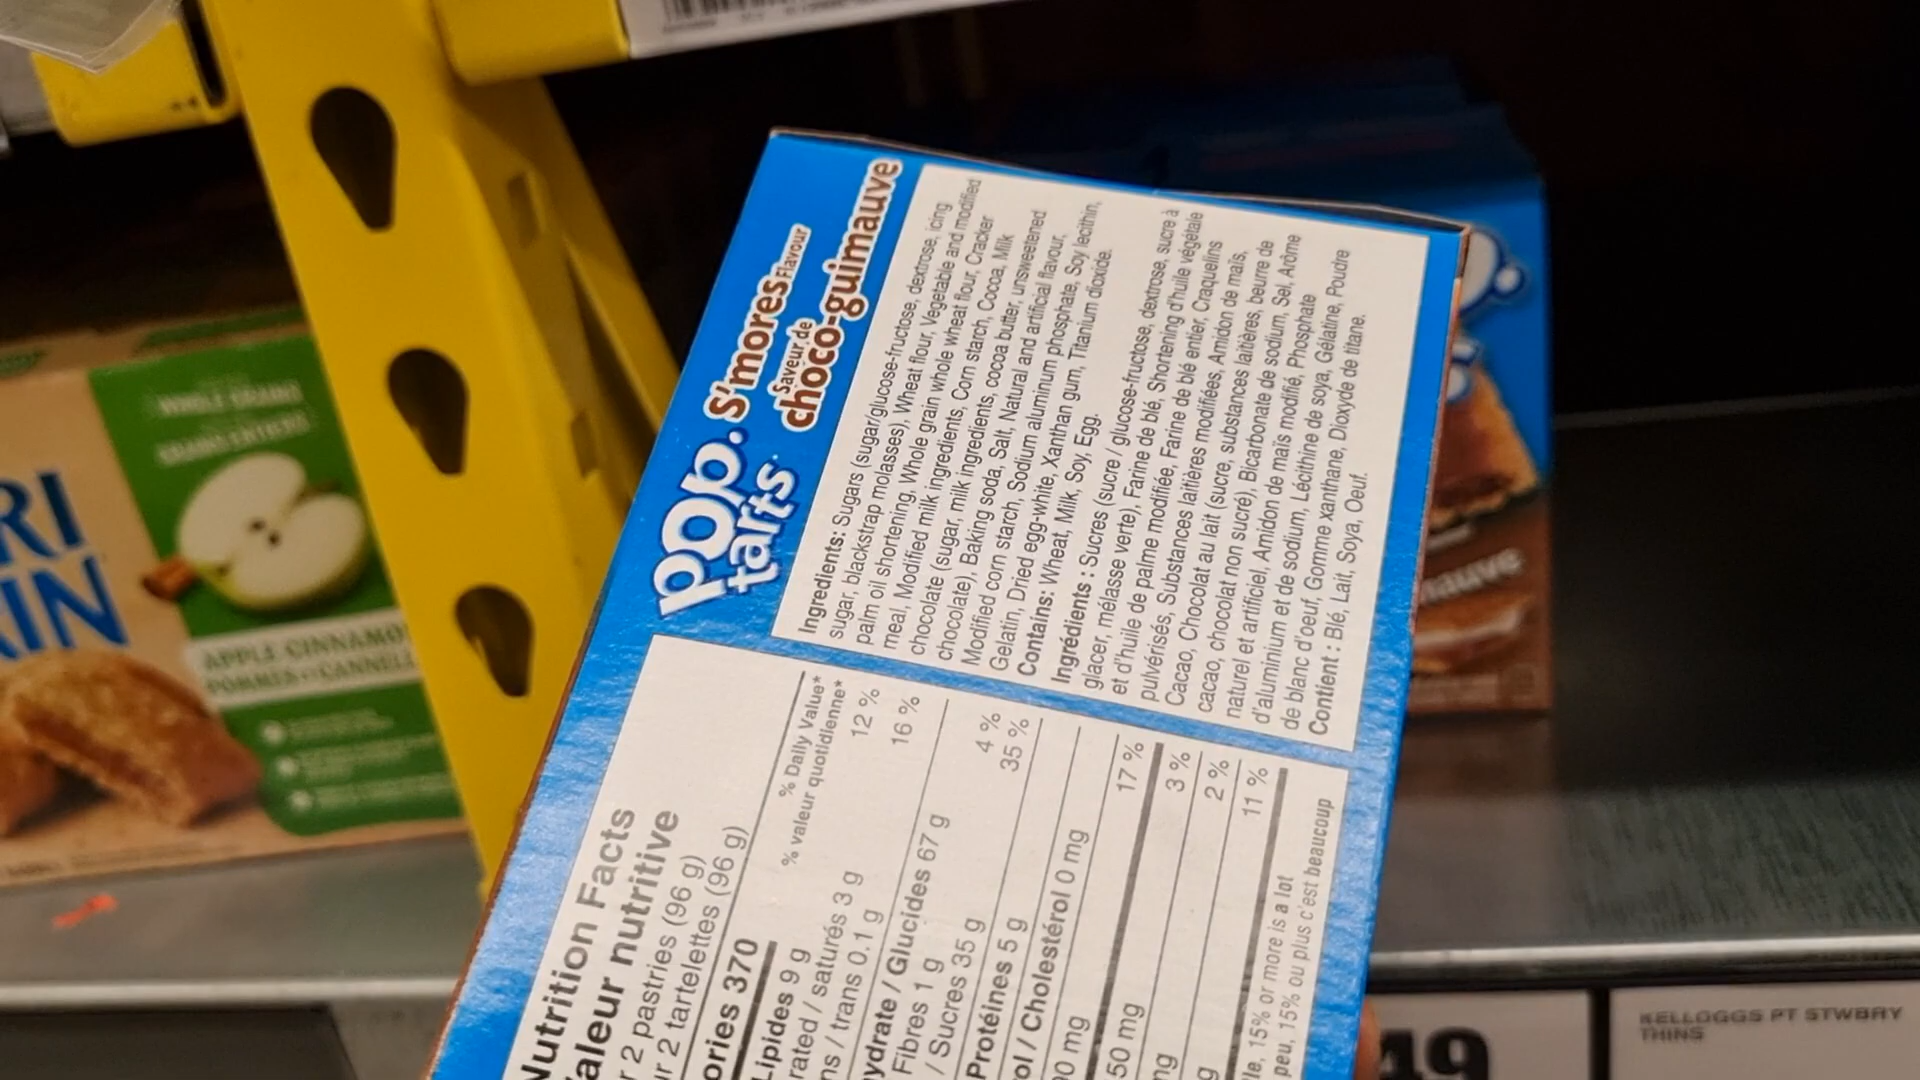 pop.
tarts
S'mores Flavour
Saveur de
choco-guimauve
Ingredients: Sugars (sugar/glucose-fructose, dextrose, icing
sugar, blackstrap molasses), Wheat flour, Vegetable and modified
palm oil shortening, Whole grain whole wheat flour, Cracker
meal, Modified milk ingredients, Corn starch, Cocoa, Milk
chocolate (sugar, milk ingredients, cocoa butter, unsweetened
chocolate), Baking soda, Salt, Natural and artificial flavour,
Modified corn starch, Sodium aluminum phosphate, Soy lecithin,
Gelatin, Dried egg-white, Xanthan gum, Titanium dioxide.
Contains: Wheat, Milk, Soy, Egg.
Ingrédients : Sucres (sucre / glucose-fructose, dextrose, sucre à
glacer, mélasse verte), Farine de blé, Shortening d'huile végétale
et d'huile de palme modifiée, Farine de blé entier, Craquelins
pulvérisés, Substances laitières modifiées, Amidon de maïs,
Cacao, Chocolat au lait (sucre, substances laitières, beurre de
cacao, chocolat non sucré), Bicarbonate de sodium, Sel, Arôme
naturel et artificiel, Amidon de maïs modifié, Phosphate
d'aluminium et de sodium, Lécithine de soya, Gélatine, Poudre
de blanc d'oeuf, Gomme xanthane, Dioxyde de titane.
Contient : Blé, Lait, Soya, Oeuf.
Nutrition Facts
aleur nutritive
r 2 pastries (96 g)
ur 2 tartelettes (96 g)
ories 370
% Daily Value*
% valeur quotidienne*
Lipides 9 g 12 %
rated / saturés 3 g
ns / trans 0.1 g 16 %
ydrate / Glucides 67 g
Fibres 1 g 4 %
/ Sucres 35 g 35 %
Protéines 5 g
ol / Cholestérol 0 mg
0 mg 17 %
50 mg 3 %
mg 2 %
g 11 %
le, 15% or more is a lot
peu, 15% ou plus c'est beaucoup
RI
IN
WHOLE GRAINS
APPLE CINNAMO
POMMES CANNELL
nauve
49
KELLOGGS PT STWBRY
THINS